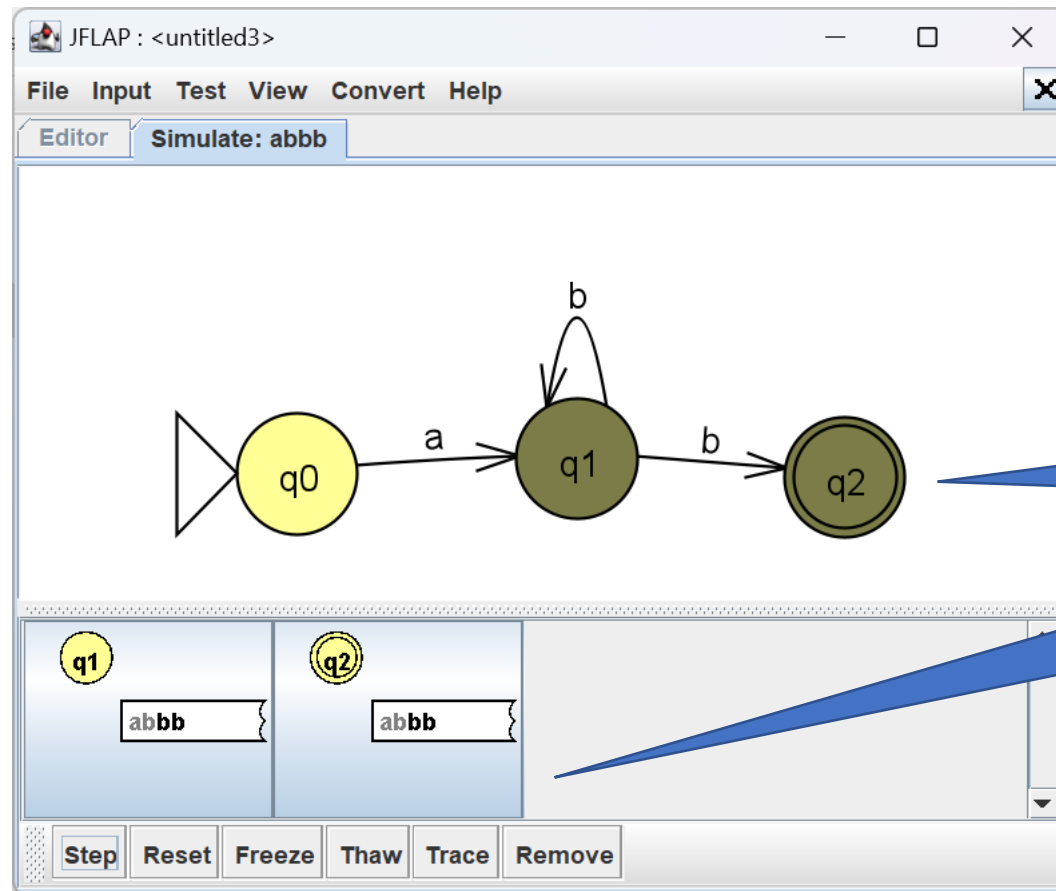 JFLAP : <untitled3>
File Input Test View Convert Help
Editor Simulate: abbb
b
a
b
q0
q1
q2
q1
q2
abbb
abbb
Step Reset Freeze Thaw Trace Remove